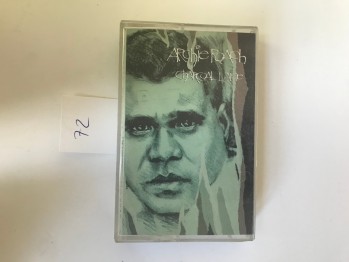 Archie Roach
CHARCOAL LANE
72